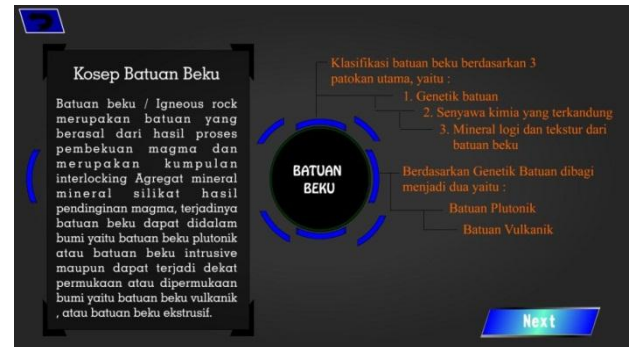 Kosep Batuan Beku
Batuan beku / Igneous rock
merupakan batuan yang
berasal dari hasil proses
pembekuan magma dan
merupakan kumpulan
interlocking Agregat mineral
mineral silikat hasil
pendinginan magma, terjadinya
batuan beku dapat didalam
bumi yaitu batuan beku plutonik
atau batuan beku intrusive
maupun dapat terjadi dekat
permukaan atau dipermukaan
bumi yaitu batuan beku vulkanik
, atau batuan beku ekstrusif.
BATUAN
BEKU
Klasifikasi batuan beku berdasarkan 3
patokan utama, yaitu :
1. Genetik batuan
2. Senyawa kimia yang terkandung
3. Mineral logi dan tekstur dari
batuan beku
Berdasarkan Genetik Batuan dibagi
menjadi dua yaitu :
Batuan Plutonik
Batuan Vulkanik
Next